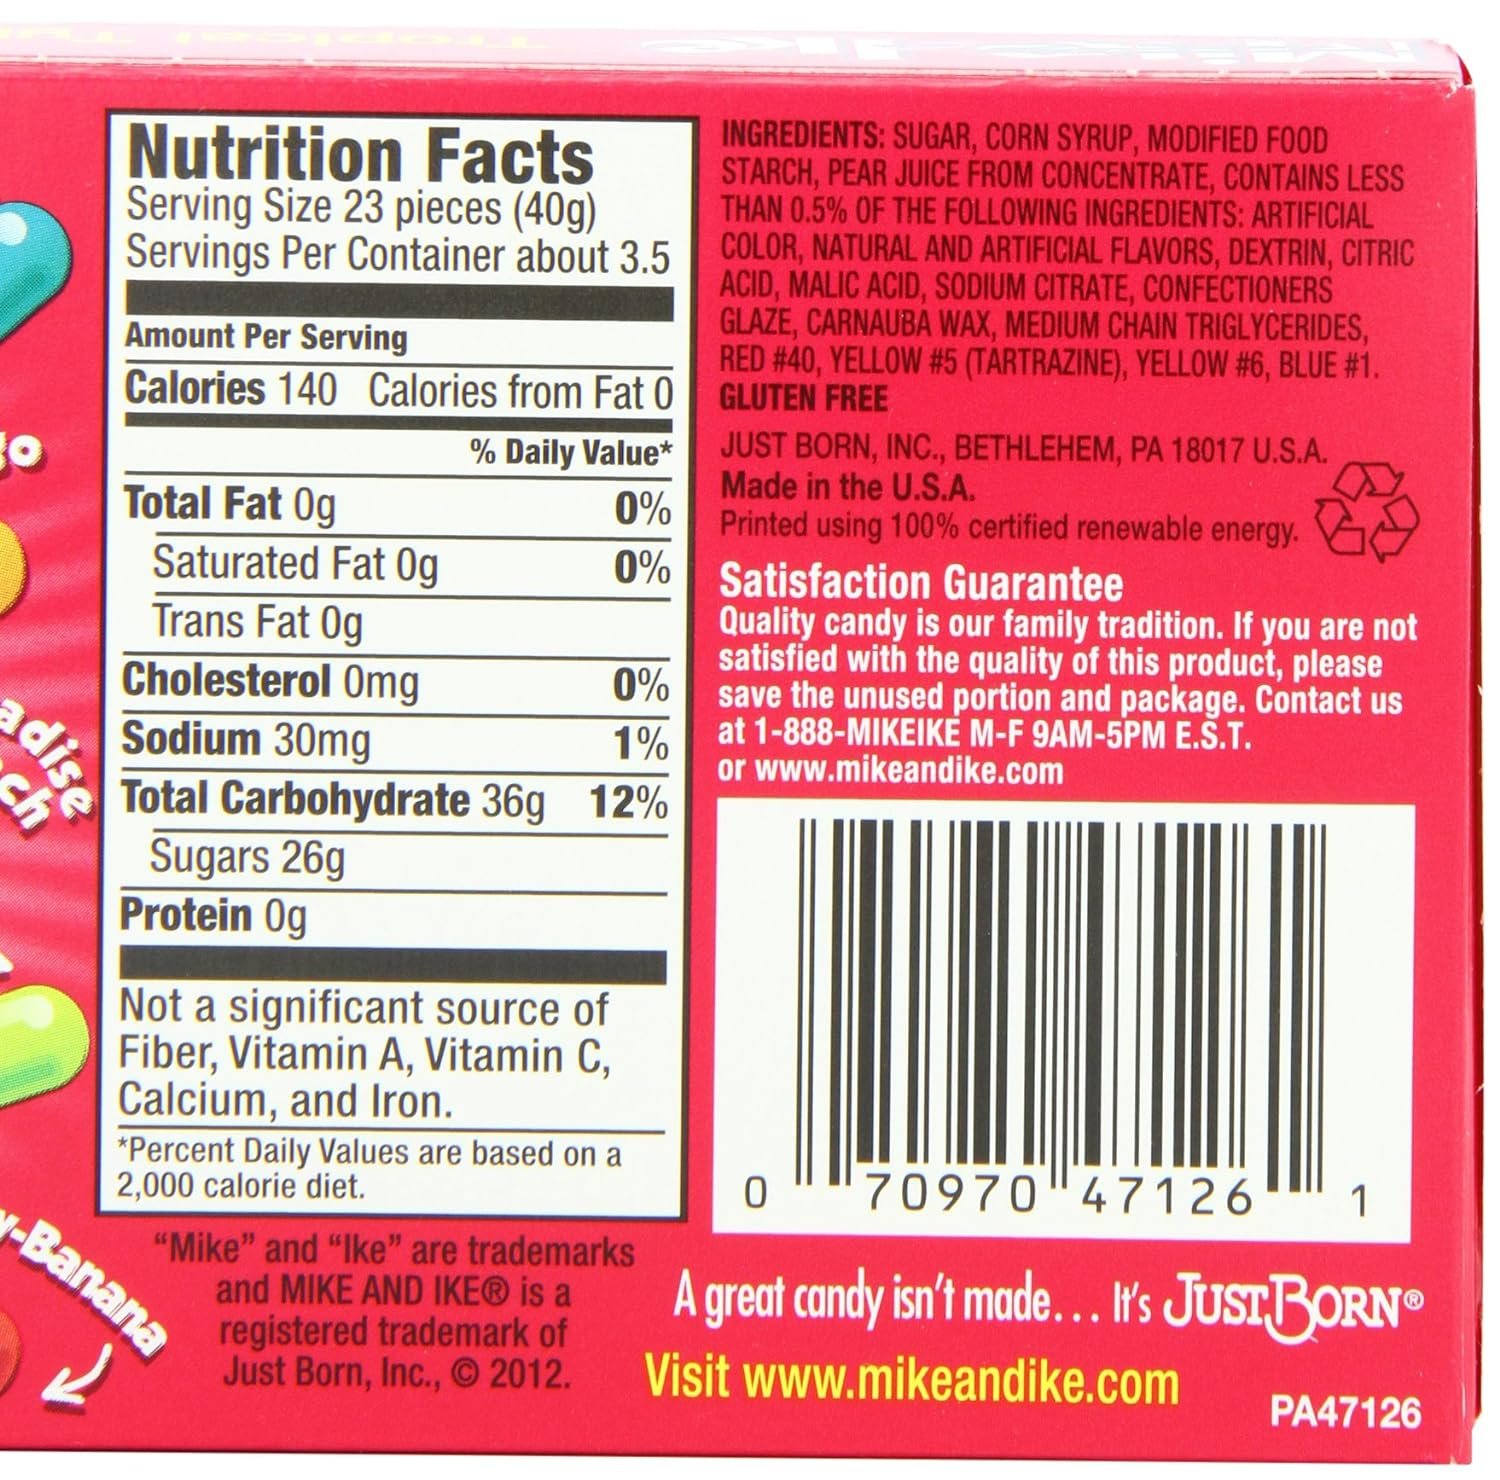 Nutrition Facts
Serving Size 23 pieces (40g)
Servings Per Container about 3.5
Amount Per Serving
Calories 140 Calories from Fat 0
% Daily Value*
Total Fat 0g 0%
Saturated Fat 0g 0%
Trans Fat 0g
Cholesterol 0mg 0%
Sodium 30mg 1%
Total Carbohydrate 36g 12%
Sugars 26g
Protein 0g
Not a significant source of
Fiber, Vitamin A, Vitamin C,
Calcium, and Iron.
*Percent Daily Values are based on a
2,000 calorie diet.
"Mike" and "Ike" are trademarks
and MIKE AND IKE® is a
registered trademark of
Just Born, Inc., © 2012.
INGREDIENTS: SUGAR, CORN SYRUP, MODIFIED FOOD
STARCH, PEAR JUICE FROM CONCENTRATE, CONTAINS LESS
THAN 0.5% OF THE FOLLOWING INGREDIENTS: ARTIFICIAL
COLOR, NATURAL AND ARTIFICIAL FLAVORS, DEXTRIN, CITRIC
ACID, MALIC ACID, SODIUM CITRATE, CONFECTIONERS
GLAZE, CARNAUBA WAX, MEDIUM CHAIN TRIGLYCERIDES,
RED #40, YELLOW #5 (TARTRAZINE), YELLOW #6, BLUE #1.
GLUTEN FREE
JUST BORN, INC., BETHLEHEM, PA 18017 U.S.A.
Made in the U.S.A.
Printed using 100% certified renewable energy.
Satisfaction Guarantee
Quality candy is our family tradition. If you are not
satisfied with the quality of this product, please
save the unused portion and package. Contact us
at 1-888-MIKEIKE M-F 9AM-5PM E.S.T.
or www.mikeandike.com
0 70970 47126 1
A great candy isn't made... It's JUST BORN®
Visit www.mikeandike.com
PA47126
-Banana